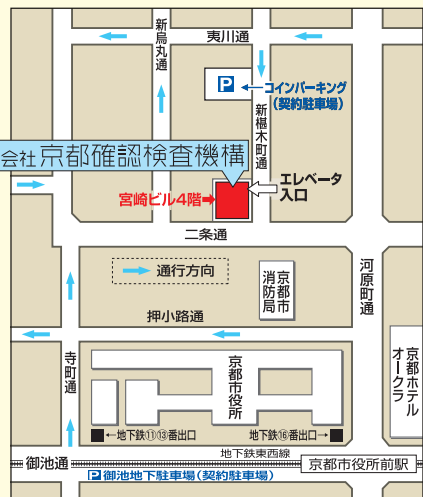 夷川通
新烏丸通
P
コインパーキング
(契約駐車場)
新椹木町通
会社 京都確認検査機構
エレベータ
入口
宮崎ビル4階
二条通
通行方向
京都市
消防局
河原町通
押小路通
京都ホテル
オークラ
京都市役所
寺町通
←地下鉄⑪⑬番出口
地下鉄⑯番出口→
地下鉄東西線
御池通
京都市役所前駅
P御池地下駐車場(契約駐車場)